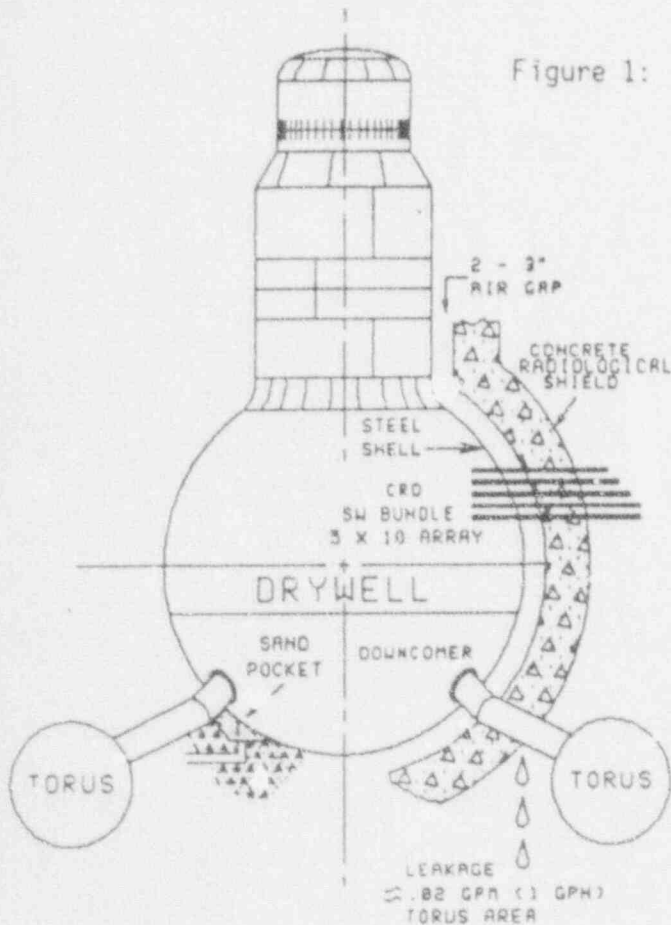 Figure 1:
2 - 3"
AIR GAP
CONCRETE
RADIOLOGICAL
SHIELD
STEEL
SHELL
CRD
SW BUNDLE
3 X 10 ARRAY
DRYWELL
SAND
POCKET
DOWNCOMER
TORUS
TORUS
LEAKAGE
≈ .02 GPM (1 GPH)
TORUS AREA